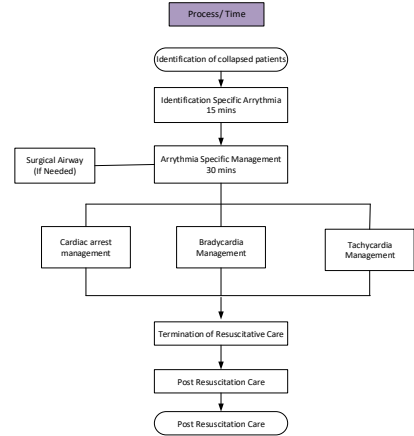 Process/ Time
Identification of collapsed patients
Identification Specific Arrythmia
15 mins
Surgical Airway
(If Needed)
Arrythmia Specific Management
30 mins
Cardiac arrest
management
Bradycardia
Management
Tachycardia
Management
Termination of Resuscitative Care
Post Resuscitation Care
Post Resuscitation Care